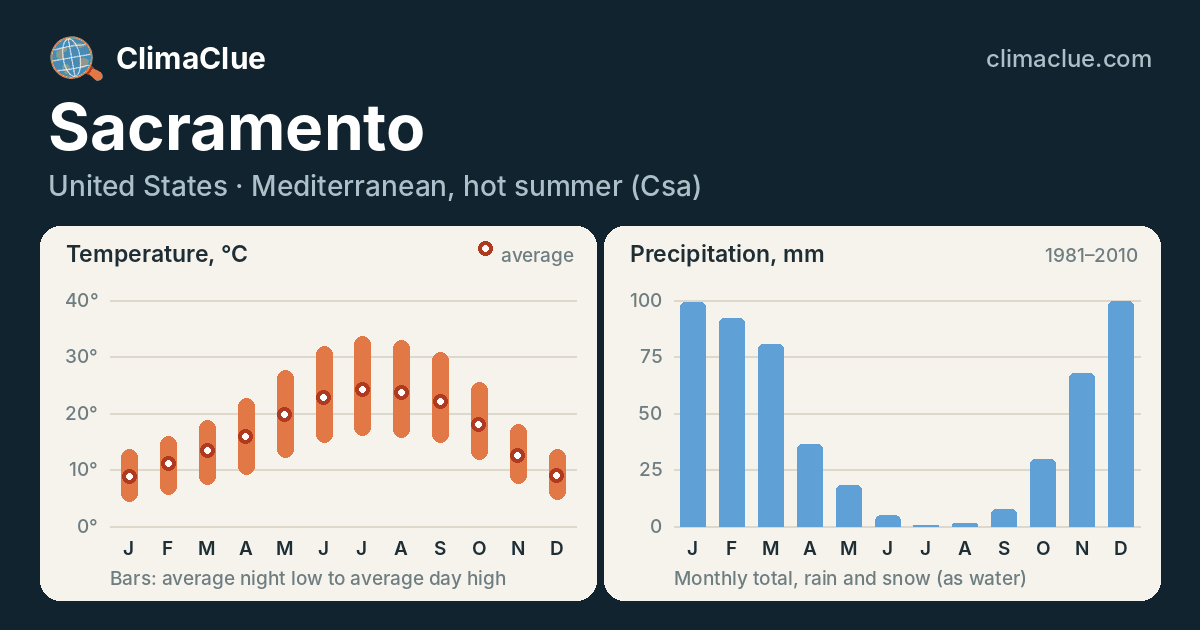 ClimaClue
climaclue.com
Sacramento
United States · Mediterranean, hot summer (Csa)
Temperature, °C
average
40°
30°
20°
10°
0°
J F M A M J J A S O N D
Bars: average night low to average day high
Precipitation, mm
1981–2010
100
75
50
25
0
J F M A M J J A S O N D
Monthly total, rain and snow (as water)